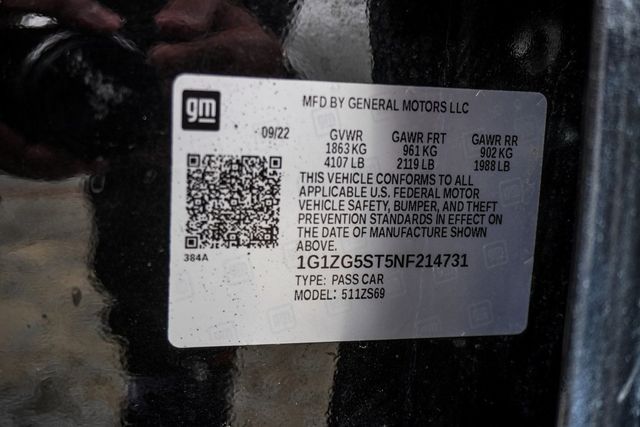 gm
MFD BY GENERAL MOTORS LLC
09/22
GVWR GAWR FRT GAWR RR
1863 KG 961 KG 902 KG
4107 LB 2119 LB 1988 LB
THIS VEHICLE CONFORMS TO ALL
APPLICABLE U.S. FEDERAL MOTOR
VEHICLE SAFETY, BUMPER, AND THEFT
PREVENTION STANDARDS IN EFFECT ON
THE DATE OF MANUFACTURE SHOWN
ABOVE.
384A
1G1ZG5ST5NF214731
TYPE: PASS CAR
MODEL: 511ZS69